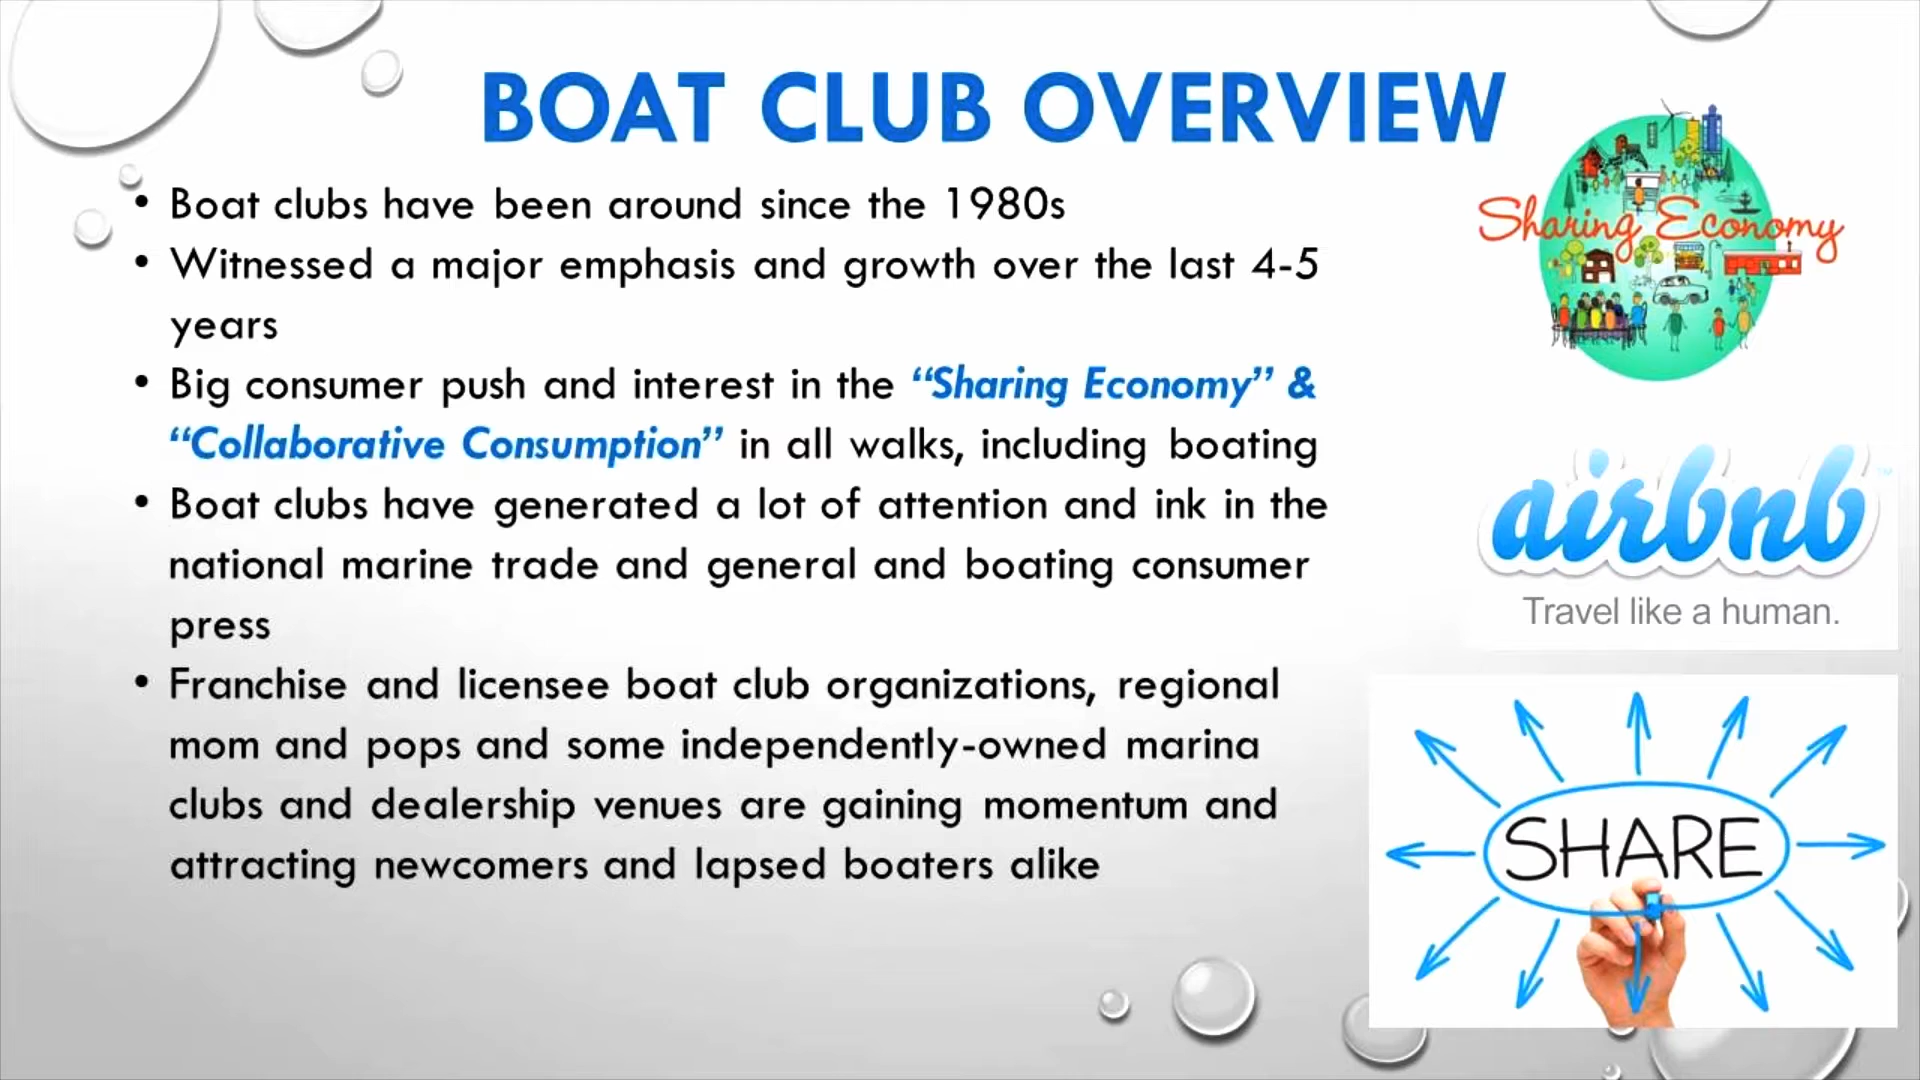 BOAT CLUB OVERVIEW
• Boat clubs have been around since the 1980s
• Witnessed a major emphasis and growth over the last 4-5
years
• Big consumer push and interest in the “Sharing Economy” &
“Collaborative Consumption” in all walks, including boating
• Boat clubs have generated a lot of attention and ink in the
national marine trade and general and boating consumer
press
• Franchise and licensee boat club organizations, regional
mom and pops and some independently-owned marina
clubs and dealership venues are gaining momentum and
attracting newcomers and lapsed boaters alike
Sharing Economy
airbnb™
Travel like a human.
SHARE